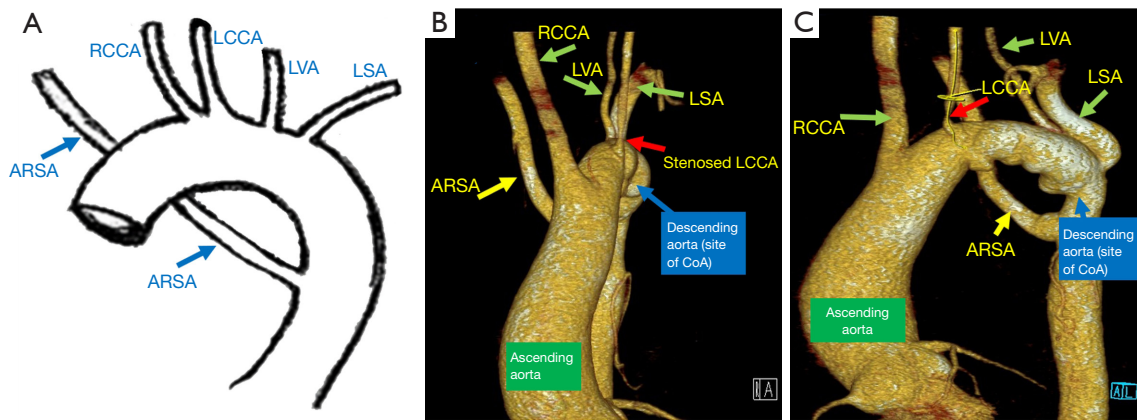 A
RCCA
LCCA
LVA
LSA
ARSA
ARSA
B
RCCA
LVA
LSA
Stenosed LCCA
ARSA
Descending
aorta (site
of CoA)
Ascending
aorta
A
C
LVA
LCCA
LSA
RCCA
ARSA
Descending
aorta (site
of CoA)
Ascending
aorta
AL